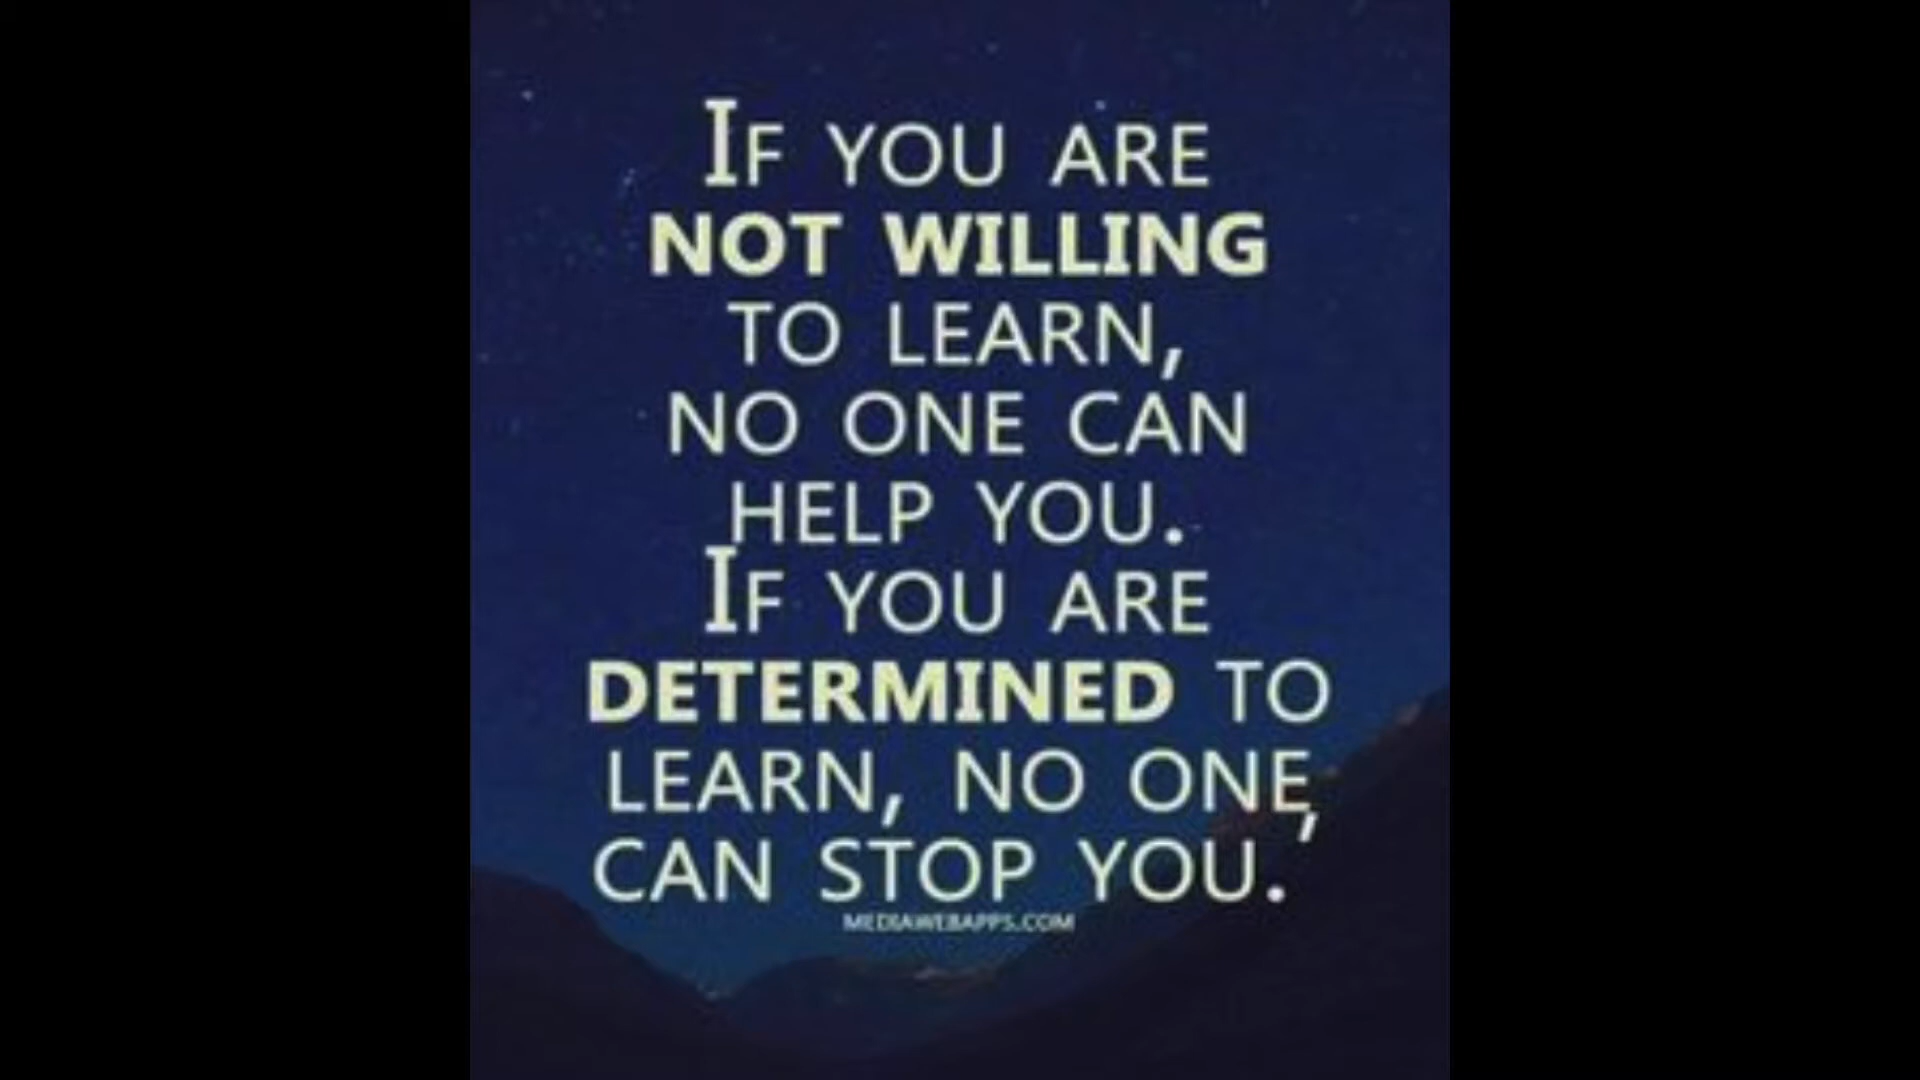 IF YOU ARE
NOT WILLING
TO LEARN,
NO ONE CAN
HELP YOU.
IF YOU ARE
DETERMINED TO
LEARN, NO ONE,
CAN STOP YOU.
MEDIAWEBAPPS.COM